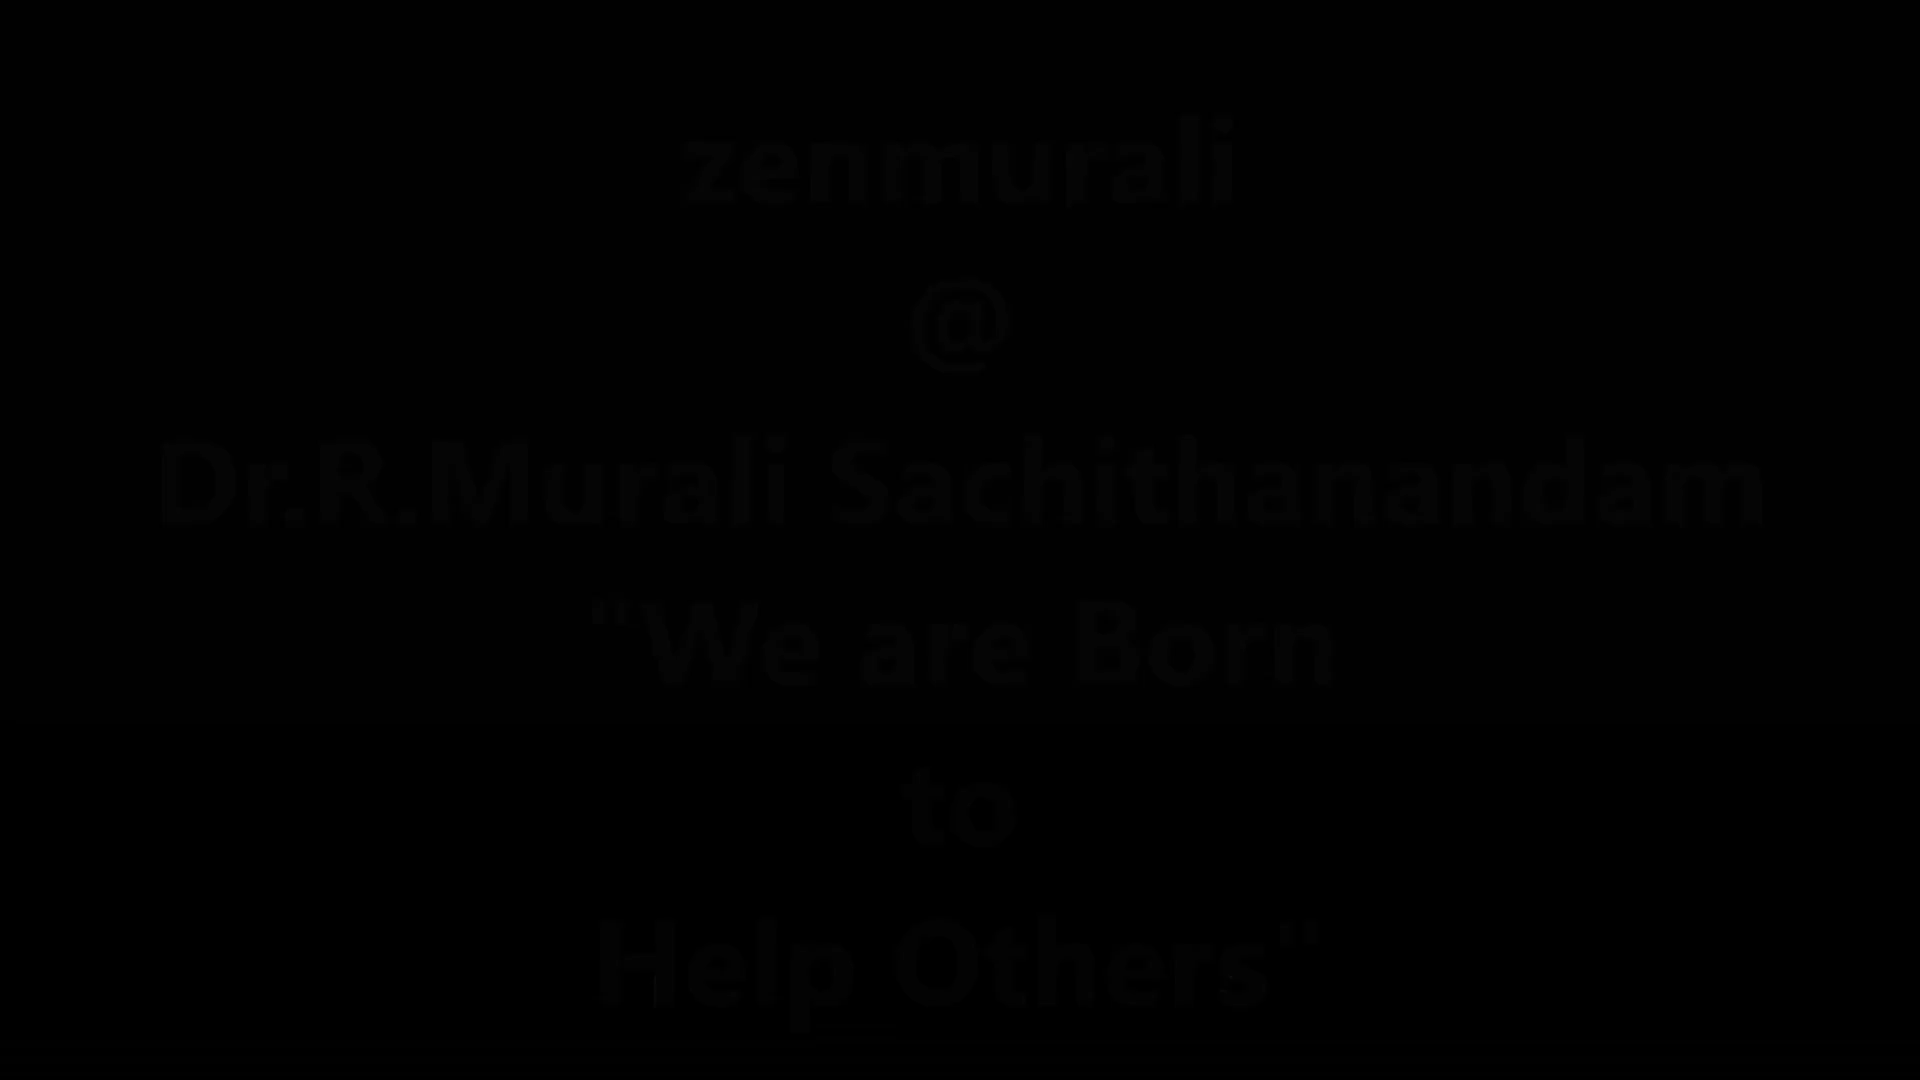 zenmurali
@
Dr.R.Murali Sachithanandam
"We are Born
to
Help Others"